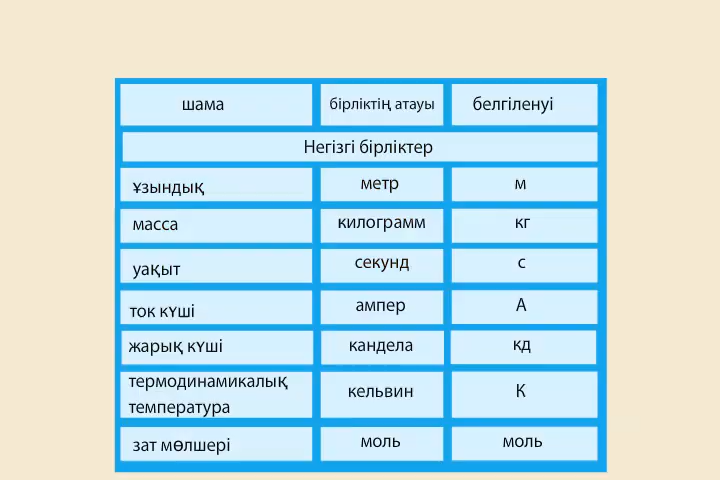 шама бірліктің атауы белгіленуі
Негізгі бірліктер
ұзындық метр м
масса килограмм кг
уақыт секунд с
ток күші ампер А
жарық күші кандела кд
термодинамикалық
температура кельвин К
зат мөлшері моль моль